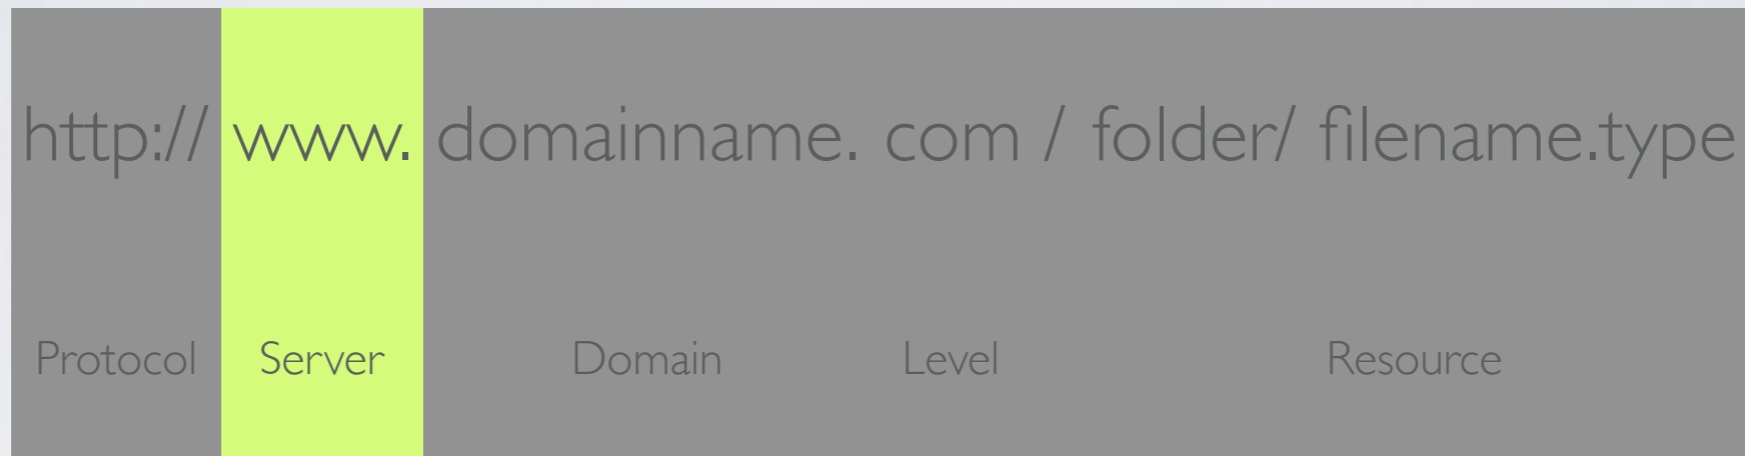 http:// www. domainname. com / folder/ filename.type
Protocol Server Domain Level Resource